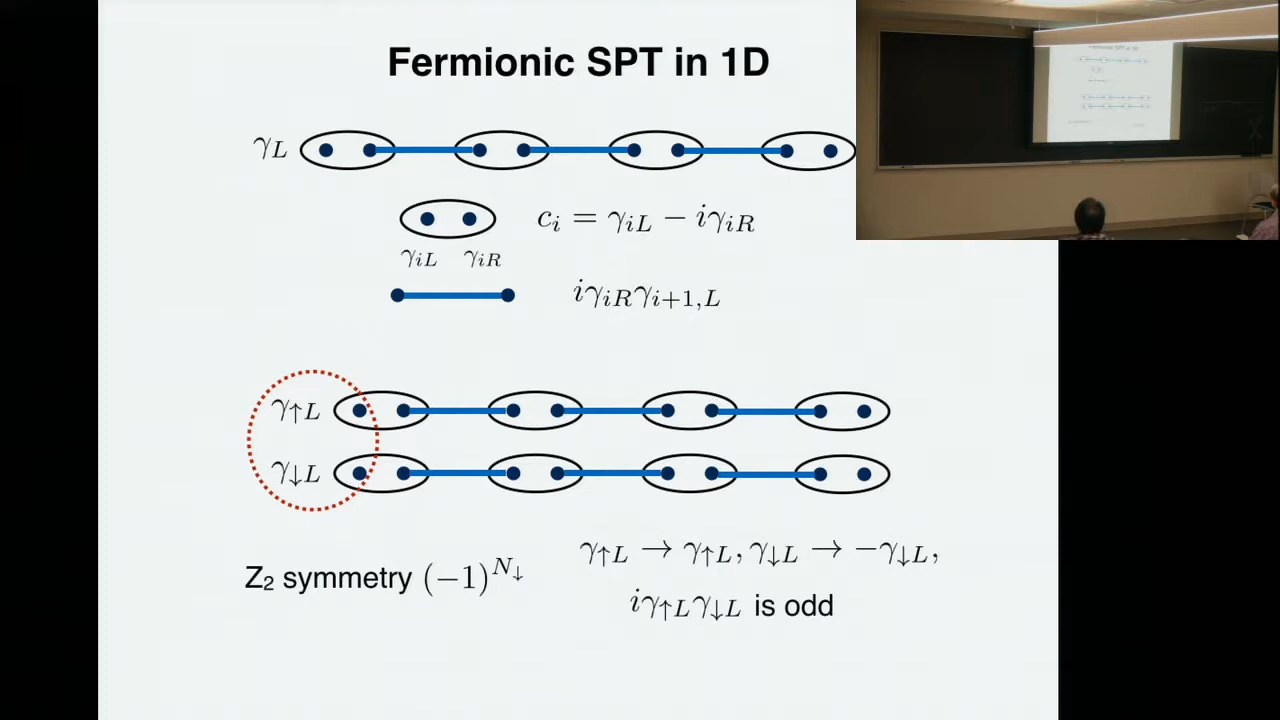 Fermionic SPT in 1D
γ_L
c_i = γ_{iL} − iγ_{iR}
γ_{iL} γ_{iR}
iγ_{iR}γ_{i+1,L}
γ_{↑L}
γ_{↓L}
γ_{↑L} → γ_{↑L}, γ_{↓L} → −γ_{↓L},
Z₂ symmetry (−1)^{N_↓}
iγ_{↑L}γ_{↓L} is odd